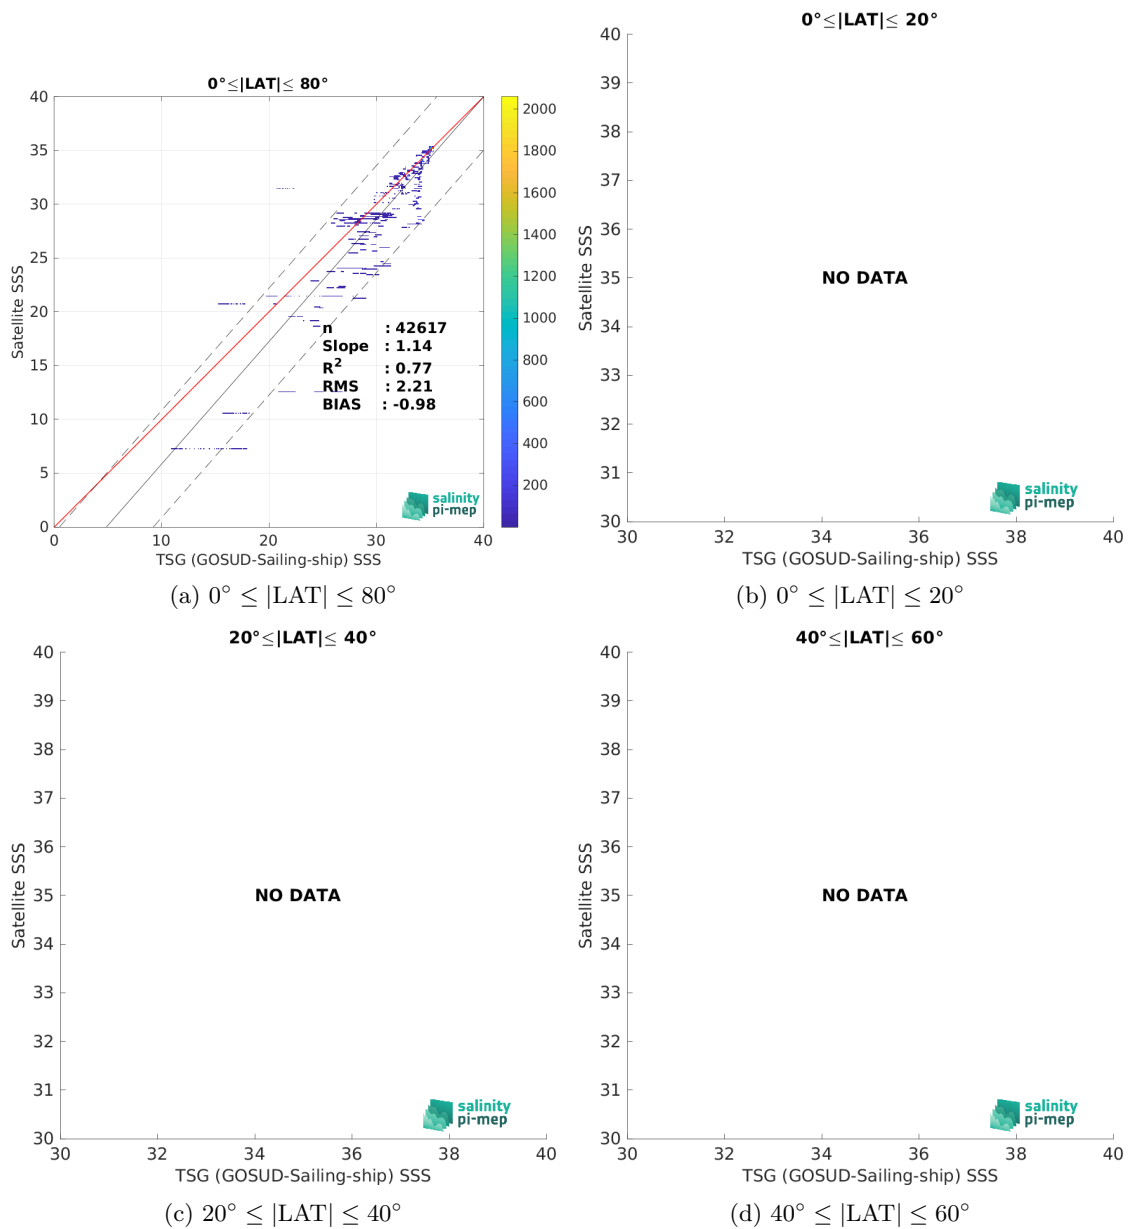 0°≤|LAT|≤ 80°
40
35
30
25
20
15
10
5
0
0
10
20
30
40
Satellite SSS
TSG (GOSUD-Sailing-ship) SSS
n : 42617
Slope : 1.14
R² : 0.77
RMS : 2.21
BIAS : -0.98
2000
1800
1600
1400
1200
1000
800
600
400
200
salinity
pi-mep
(a) 0° ≤ |LAT| ≤ 80°
0°≤|LAT|≤ 20°
40
39
38
37
36
35
34
33
32
31
30
30
32
34
36
38
40
Satellite SSS
NO DATA
salinity
pi-mep
TSG (GOSUD-Sailing-ship) SSS
(b) 0° ≤ |LAT| ≤ 20°
20°≤|LAT|≤ 40°
40
39
38
37
36
35
34
33
32
31
30
30
32
34
36
38
40
Satellite SSS
NO DATA
salinity
pi-mep
TSG (GOSUD-Sailing-ship) SSS
(c) 20° ≤ |LAT| ≤ 40°
40°≤|LAT|≤ 60°
40
39
38
37
36
35
34
33
32
31
30
30
32
34
36
38
40
Satellite SSS
NO DATA
salinity
pi-mep
TSG (GOSUD-Sailing-ship) SSS
(d) 40° ≤ |LAT| ≤ 60°